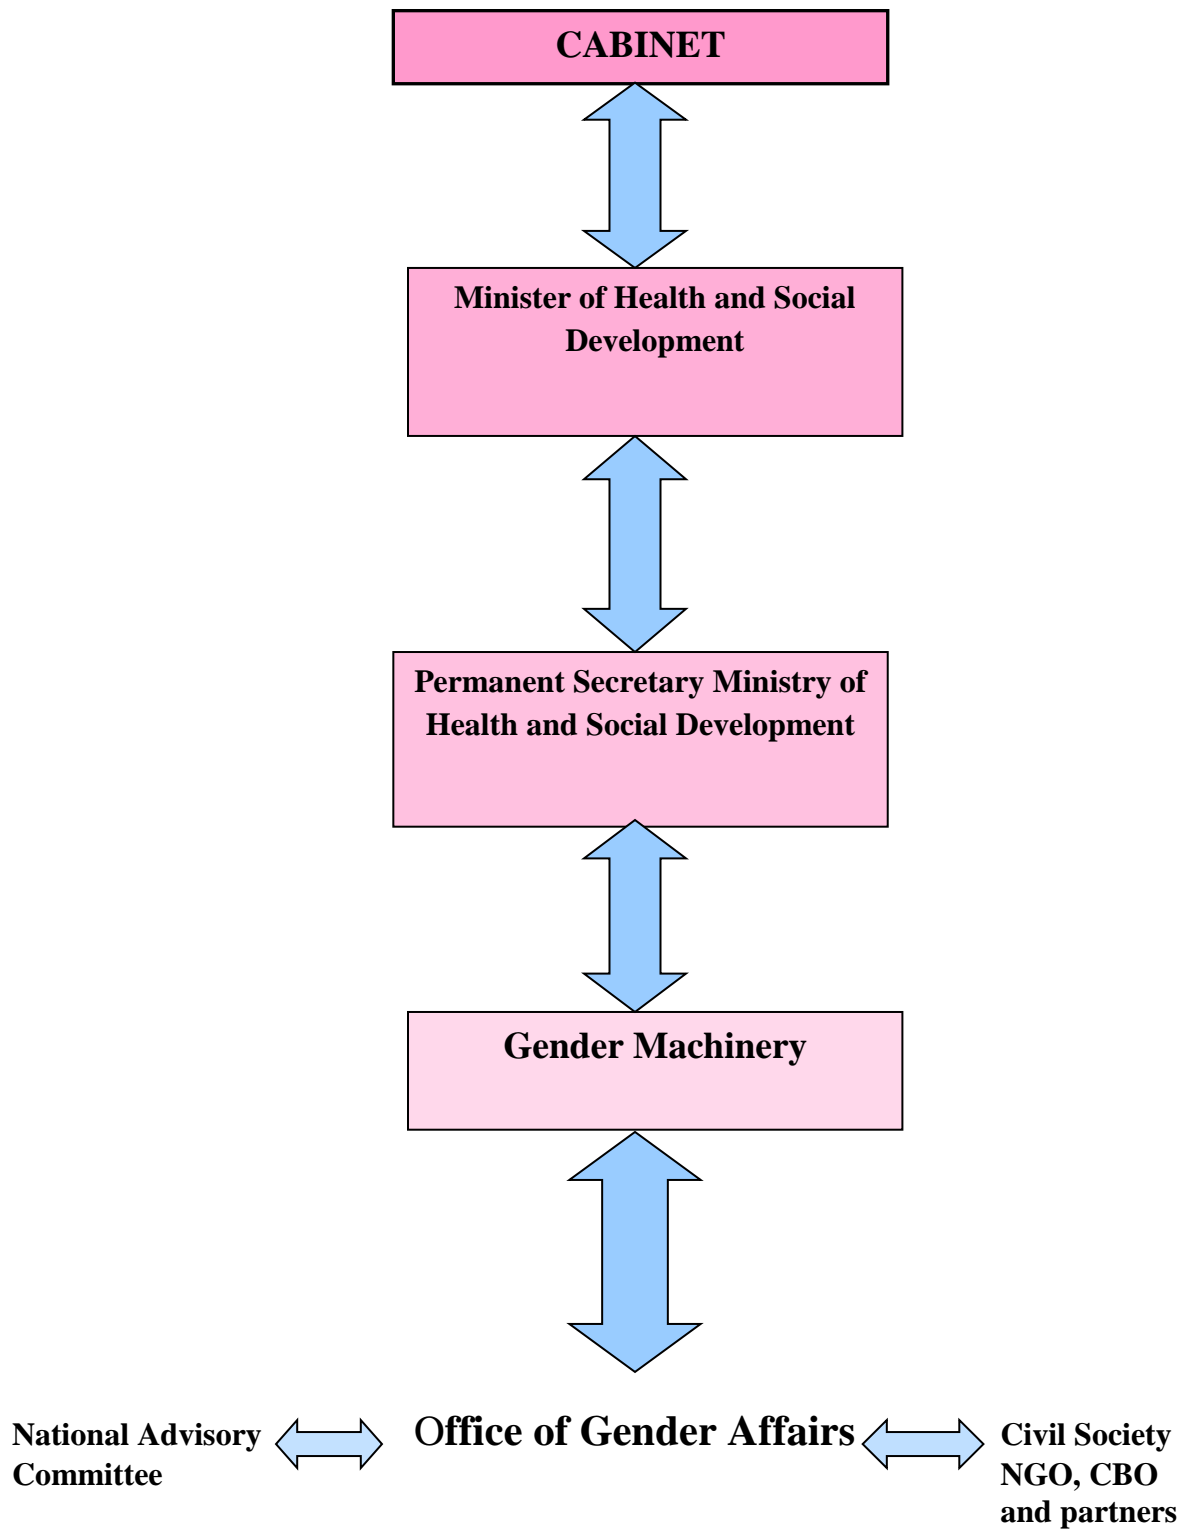 CABINET
Minister of Health and Social
Development
Permanent Secretary Ministry of
Health and Social Development
Gender Machinery
National Advisory
Committee
Office of Gender Affairs
Civil Society
NGO, CBO
and partners